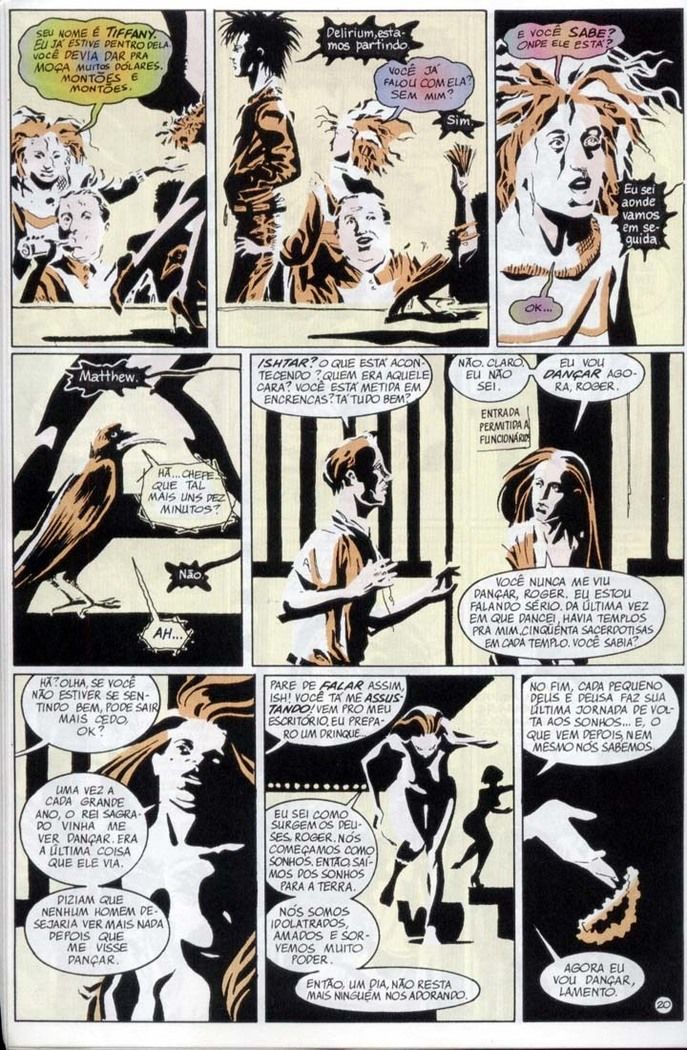 SEU NOME É TIFFANY.
EU JÁ ESTIVE DENTRO DELA.
VOCÊ DEVIA DAR PRA
MOÇA MUITOS DÓLARES.
MONTÕES E
MONTÕES.
Delirium, esta-
mos partindo.
VOCÊ JÁ
FALOU COM ELA?
SEM MIM?
Sim.
E VOCÊ SABE?
ONDE ELE ESTÁ?
Eu sei
aonde
vamos
em se-
guida.
OK...
Matthew.
HÃ... CHEFE,
QUE TAL
MAIS UNS DEZ
MINUTOS?
Não.
AH...
ISHTAR? O QUE ESTÁ ACON-
TECENDO? QUEM ERA AQUELE
CARA? VOCÊ ESTÁ METIDA EM
ENCRENCAS? TÁ TUDO BEM?
NÃO. CLARO.
EU NÃO
SEI.
EU VOU
DANÇAR AGO-
RA, ROGER.
ENTRADA
PERMITIDA A
FUNCIONÁRIOS
VOCÊ NUNCA ME VIU
DANÇAR, ROGER. EU ESTOU
FALANDO SÉRIO. DA ÚLTIMA VEZ
EM QUE DANCEI, HAVIA TEMPLOS
PRA MIM. CINQÜENTA SACERDOTISAS
EM CADA TEMPLO. VOCÊ SABIA?
HÃ? OLHA, SE VOCÊ
NÃO ESTIVER SE SEN-
TINDO BEM, PODE SAIR
MAIS CEDO.
OK?
UMA VEZ A
CADA GRANDE
ANO, O REI SAGRA-
DO VINHA ME
VER DANÇAR. ERA
A ÚLTIMA COISA
QUE ELE VIA.
DIZIAM QUE
NENHUM HOMEM DE-
SEJARIA VER MAIS NADA
DEPOIS QUE
ME VISSE
DANÇAR.
PARE DE FALAR ASSIM,
ISH! VOCÊ TÁ ME ASSUS-
TANDO! VEM PRO MEU
ESCRITÓRIO, EU PREPA-
RO UM DRINQUE...
EU SEI COMO
SURGEM OS DEU-
SES, ROGER. NÓS
COMEÇAMOS COMO
SONHOS. ENTÃO, SAÍ-
MOS DOS SONHOS
PARA A TERRA.
NÓS SOMOS
IDOLATRADOS,
AMADOS E SOR-
VEMOS MUITO
PODER.
ENTÃO, UM DIA, NÃO RESTA
MAIS NINGUÉM NOS ADORANDO.
NO FIM, CADA PEQUENO
DEUS E DEUSA FAZ SUA
ÚLTIMA JORNADA DE VOL-
TA AOS SONHOS... E, O
QUE VEM DEPOIS, NEM
MESMO NÓS SABEMOS.
AGORA EU
VOU DANÇAR,
LAMENTO.
20